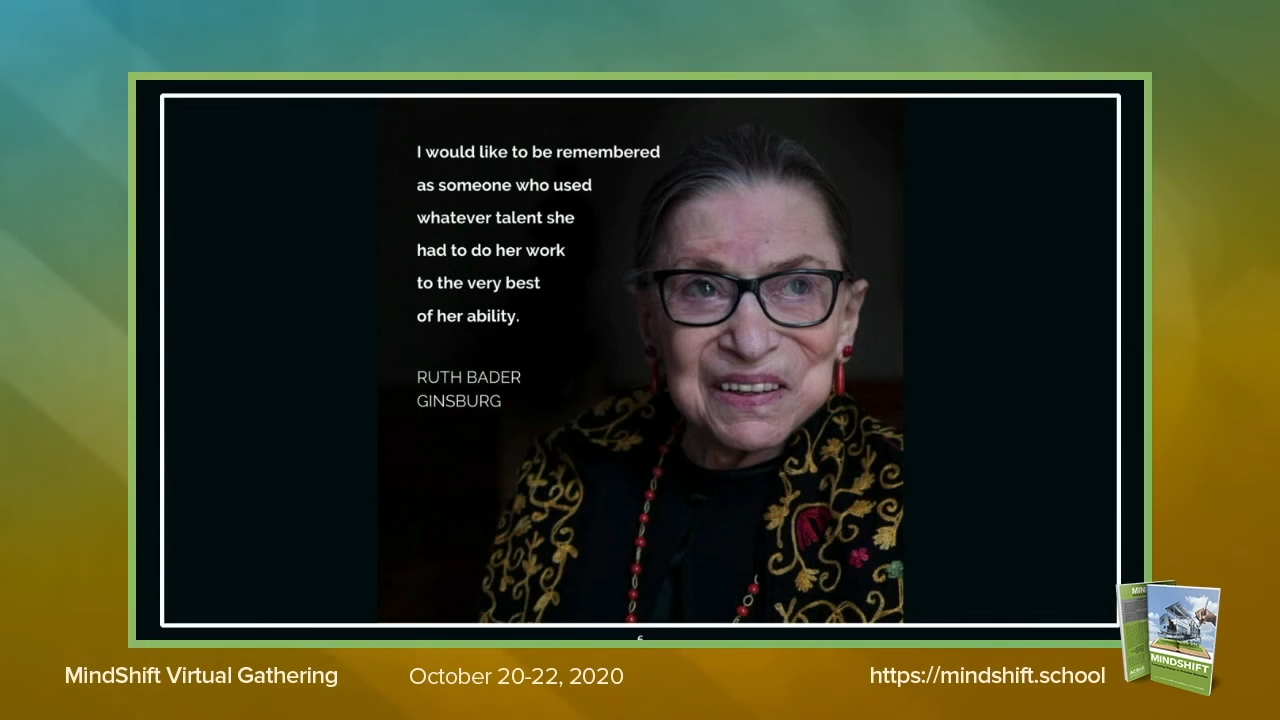 I would like to be remembered
as someone who used
whatever talent she
had to do her work
to the very best
of her ability.
RUTH BADER
GINSBURG
MindShift Virtual Gathering
October 20-22, 2020
https://mindshift.school
MINDSHIFT